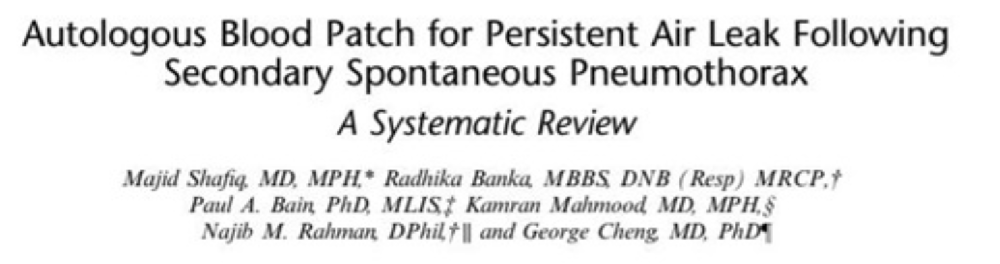 Autologous Blood Patch for Persistent Air Leak Following
Secondary Spontaneous Pneumothorax
A Systematic Review
Majid Shafiq, MD, MPH,* Radhika Banka, MBBS, DNB (Resp) MRCP,†
Paul A. Bain, PhD, MLIS,‡ Kamran Mahmood, MD, MPH,§
Najib M. Rahman, DPhil,†‖ and George Cheng, MD, PhD¶